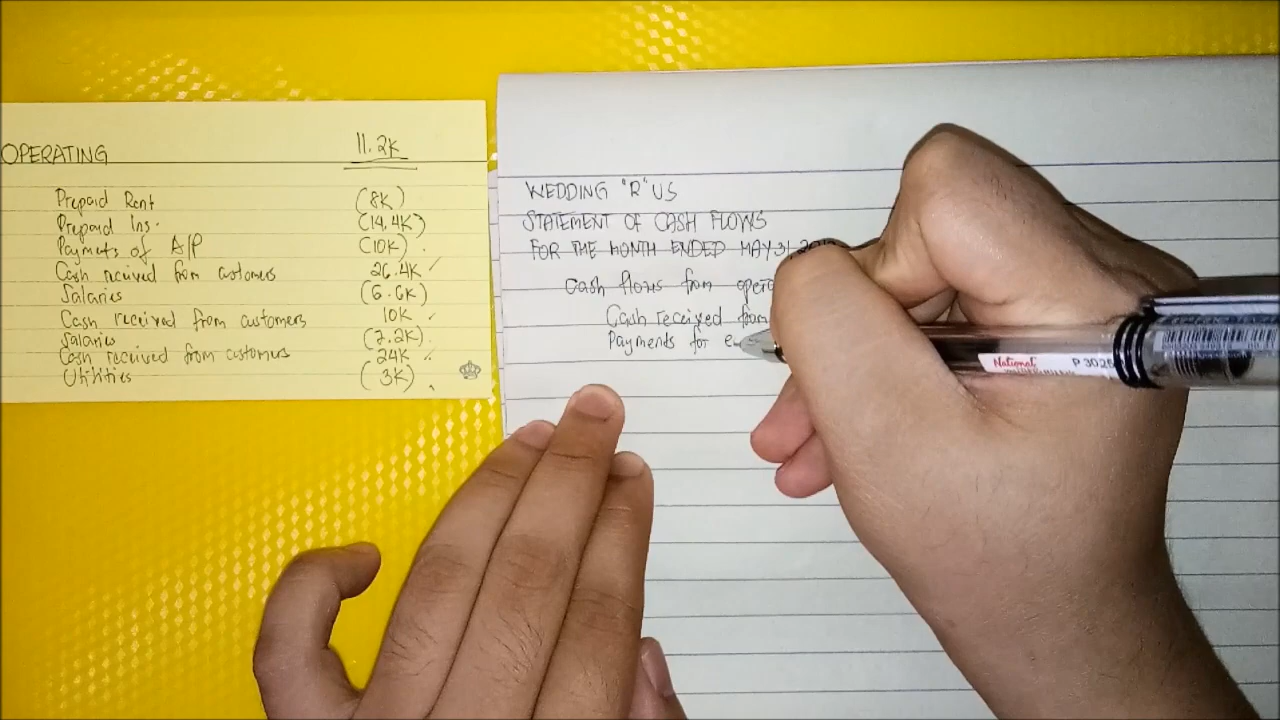 OPERATING 11.2K
Prepaid Rent (8K)
Prepaid Ins. (14.4K)
Payments of A/P (10K)
Cash received from customers 26.4K ✓
Salaries (6.6K)
Cash received from customers 10K ✓
Salaries (7.2K)
Cash received from customers 24K ✓
Utilities (3K)
WEDDING "R" US
STATEMENT OF CASH FLOWS
FOR THE MONTH ENDED MAY 31,
Cash flows from opera
Cash received from
Payments for e
National
P 302